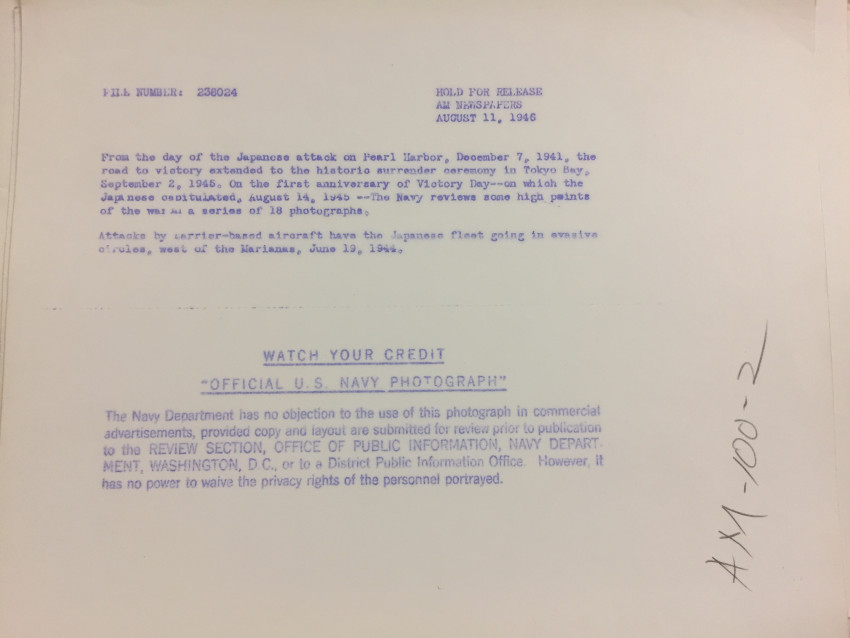 FILE NUMBER: 238024
HOLD FOR RELEASE
AM NEWSPAPERS
AUGUST 11, 1946
From the day of the Japanese attack on Pearl Harbor, December 7, 1941, the
road to victory extended to the historic surrender ceremony in Tokyo Bay,
September 2, 1945. On the first anniversary of Victory Day--on which the
Japanese capitulated, August 14, 1945 --The Navy reviews some high points
of the war in a series of 18 photographs.
Attacks by carrier-based aircraft have the Japanese fleet going in evasive
circles, west of the Marianas, June 19, 1944.
WATCH YOUR CREDIT
"OFFICIAL U.S. NAVY PHOTOGRAPH"
The Navy Department has no objection to the use of this photograph in commercial
advertisements, provided copy and layout are submitted for review prior to publication
to the REVIEW SECTION, OFFICE OF PUBLIC INFORMATION, NAVY DEPART-
MENT, WASHINGTON, D.C., or to a District Public Information Office. However, it
has no power to waive the privacy rights of the personnel portrayed.
AM-100-2